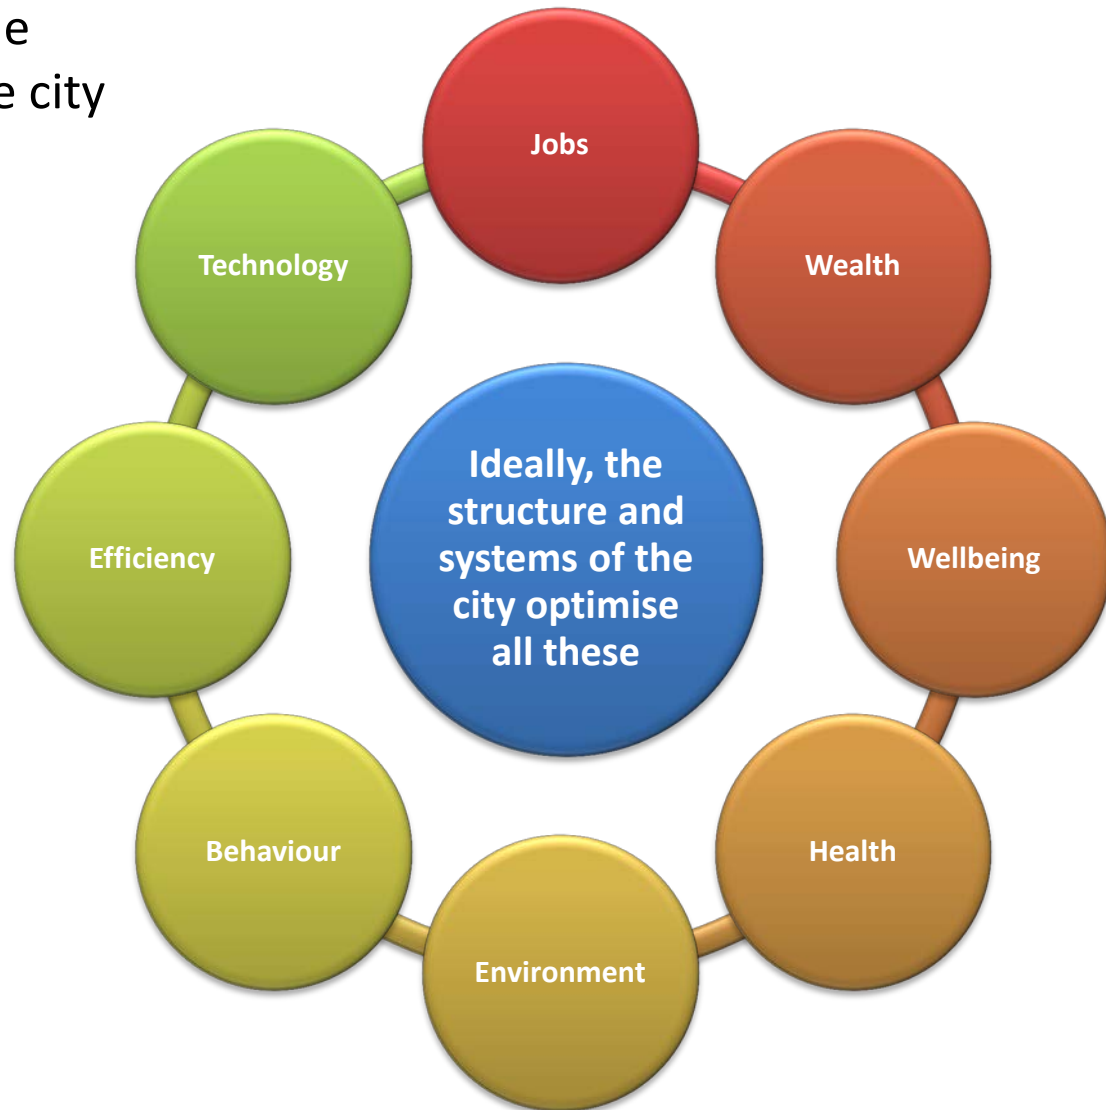 e
e city
Jobs
Technology
Wealth
Ideally, the
structure and
systems of the
city optimise
all these
Efficiency
Wellbeing
Behaviour
Health
Environment